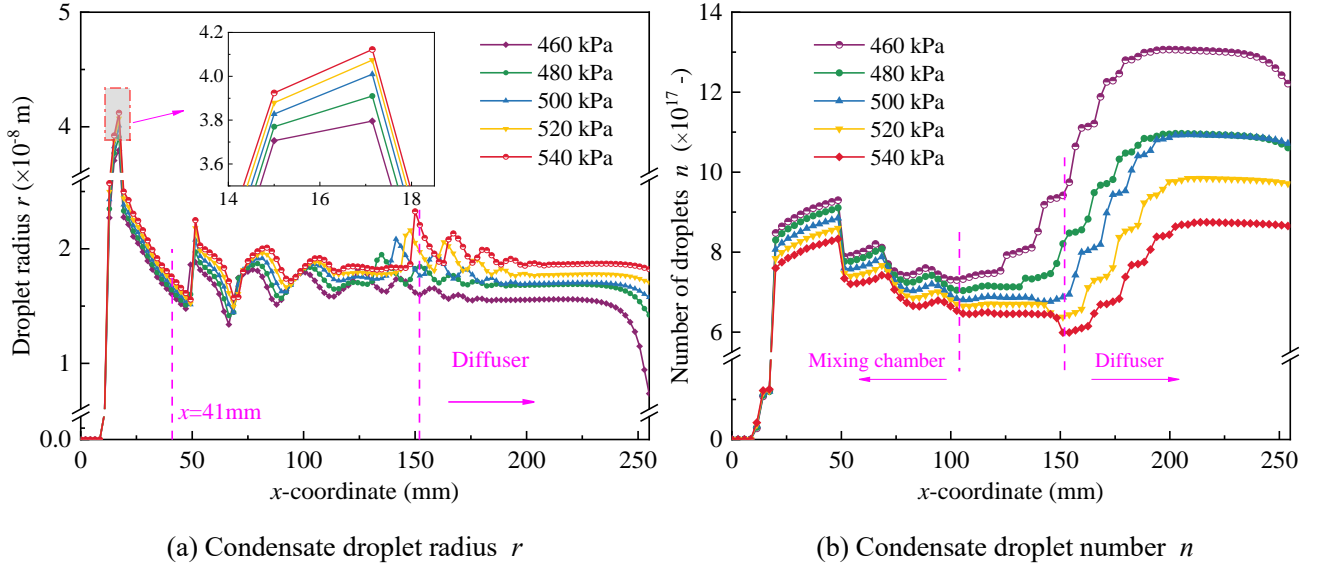 5
4
2
1
0.0
Droplet radius r (×10⁻⁸ m)
0 50 100 150 200 250
x-coordinate (mm)
4.2
4.0
3.8
3.6
14 16 18
460 kPa
480 kPa
500 kPa
520 kPa
540 kPa
x=41mm
Diffuser
(a) Condensate droplet radius r
14
12
10
8
6
0
Number of droplets n (×10¹⁷ -)
0 50 100 150 200 250
x-coordinate (mm)
460 kPa
480 kPa
500 kPa
520 kPa
540 kPa
Mixing chamber
Diffuser
(b) Condensate droplet number n